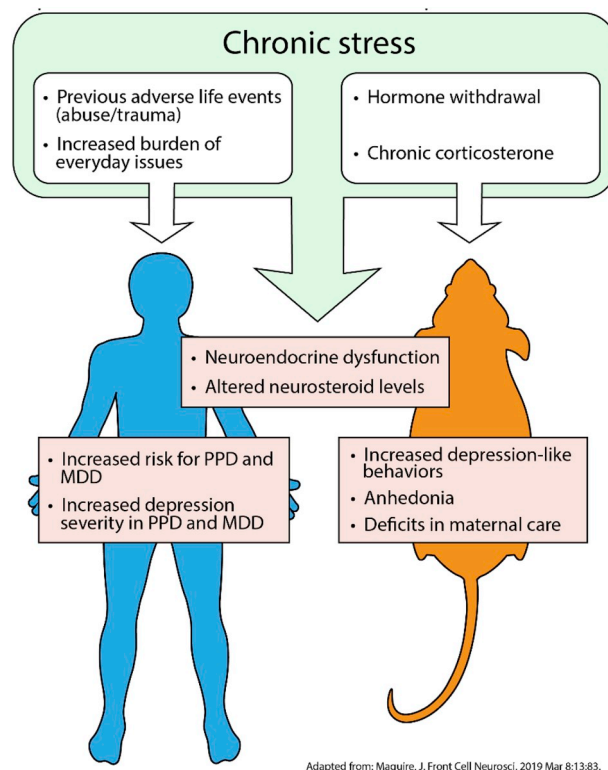 Chronic stress
• Previous adverse life events
(abuse/trauma)
• Increased burden of
everyday issues
• Hormone withdrawal
• Chronic corticosterone
• Neuroendocrine dysfunction
• Altered neurosteroid levels
• Increased risk for PPD and
MDD
• Increased depression
severity in PPD and MDD
• Increased depression-like
behaviors
• Anhedonia
• Deficits in maternal care
Adapted from: Maguire, J. Front Cell Neurosci. 2019 Mar 8:13:83.